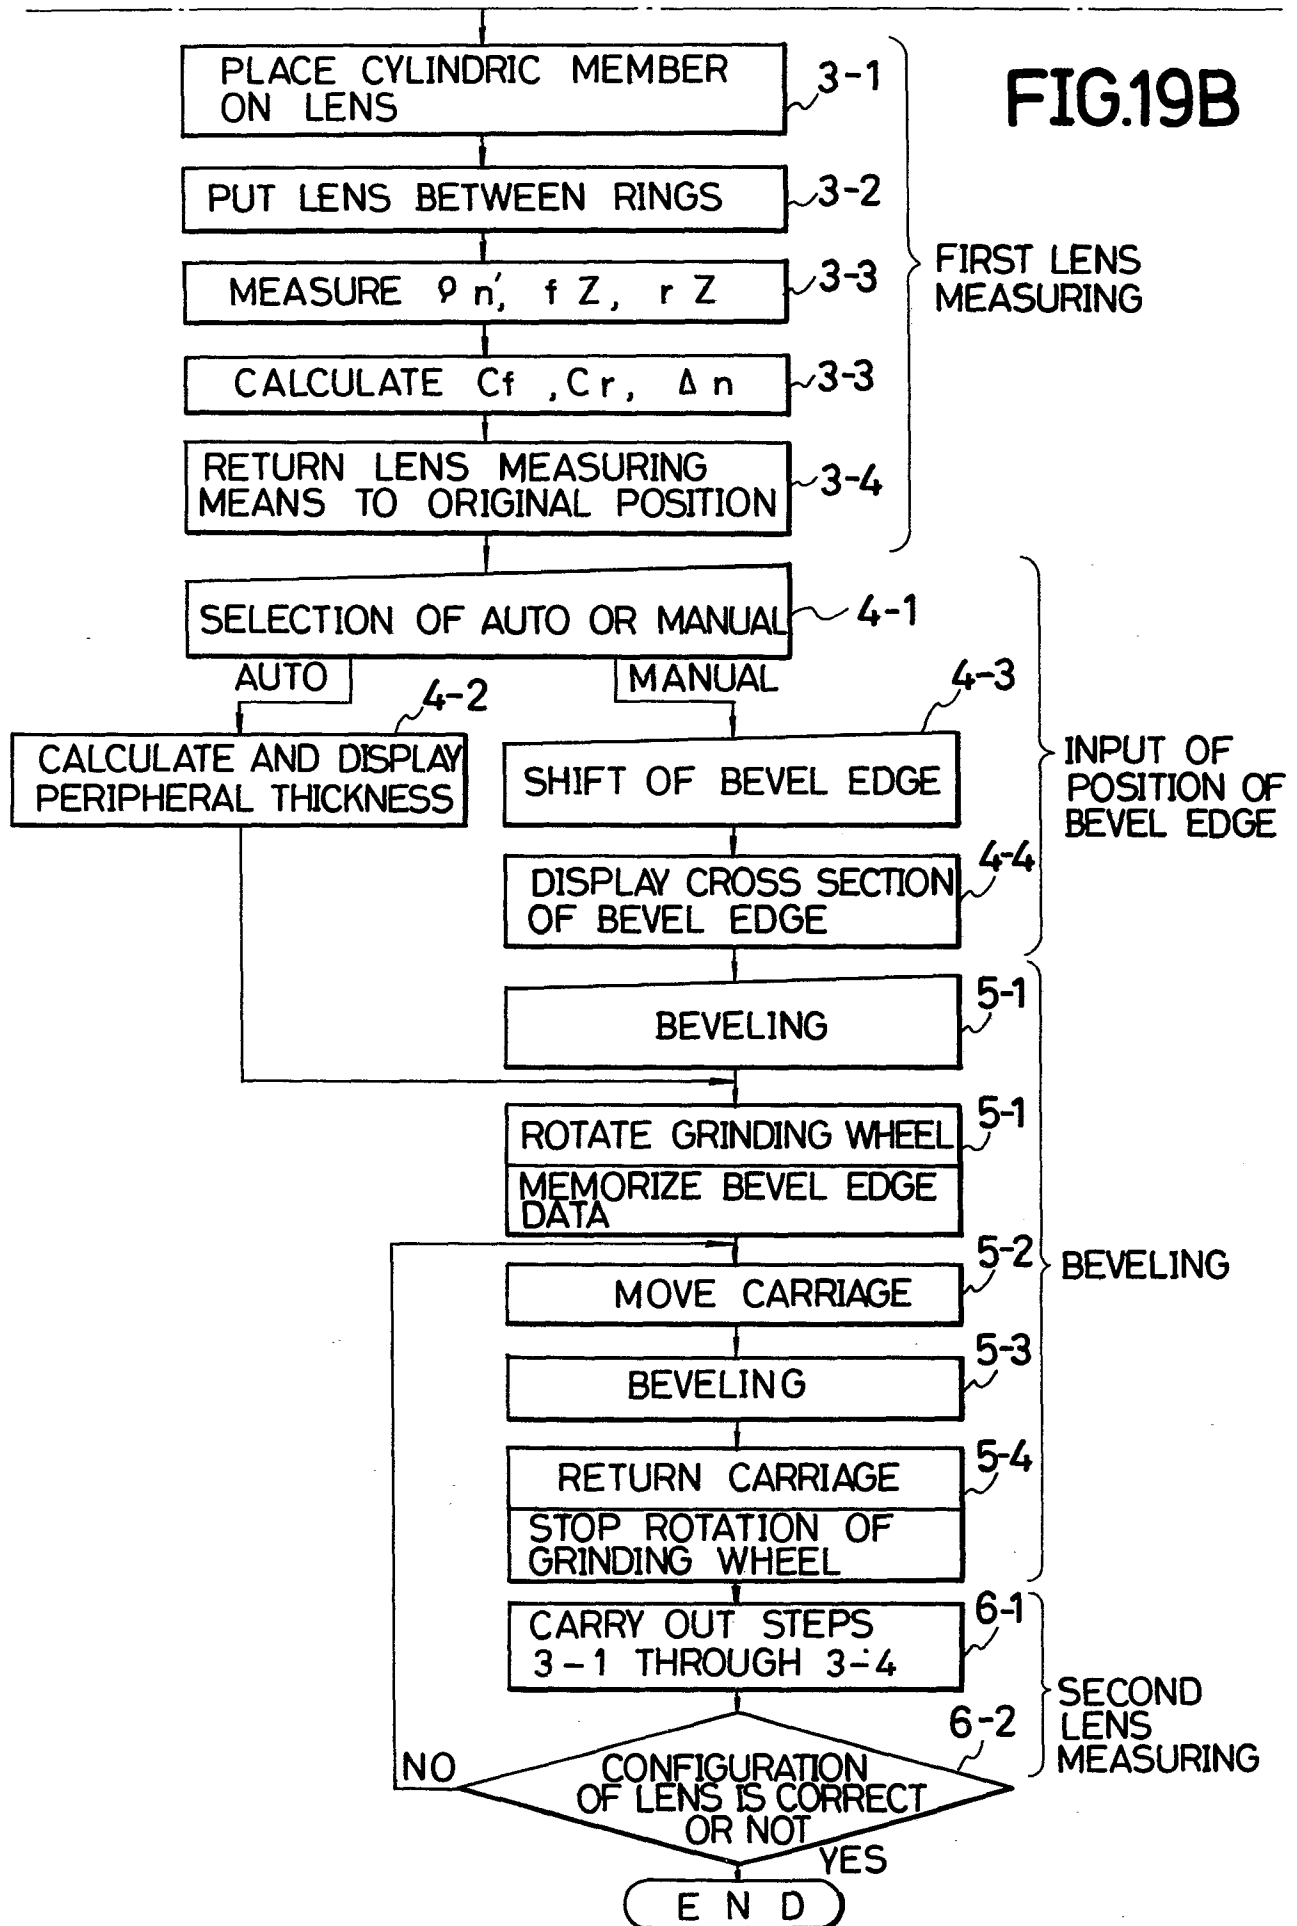 FIG.19B
PLACE CYLINDRIC MEMBER
ON LENS
3-1
PUT LENS BETWEEN RINGS
3-2
MEASURE ρ n', f Z, r Z
3-3
CALCULATE Cf , Cr, Δ n
3-3
RETURN LENS MEASURING
MEANS TO ORIGINAL POSITION
3-4
FIRST LENS
MEASURING
SELECTION OF AUTO OR MANUAL
4-1
AUTO
MANUAL
4-2
CALCULATE AND DISPLAY
PERIPHERAL THICKNESS
4-3
SHIFT OF BEVEL EDGE
4-4
DISPLAY CROSS SECTION
OF BEVEL EDGE
INPUT OF
POSITION OF
BEVEL EDGE
5-1
BEVELING
5-1
ROTATE GRINDING WHEEL
MEMORIZE BEVEL EDGE
DATA
5-2
MOVE CARRIAGE
5-3
BEVELING
5-4
RETURN CARRIAGE
STOP ROTATION OF
GRINDING WHEEL
BEVELING
6-1
CARRY OUT STEPS
3-1 THROUGH 3-4
6-2
CONFIGURATION
OF LENS IS CORRECT
OR NOT
SECOND
LENS
MEASURING
NO
YES
END